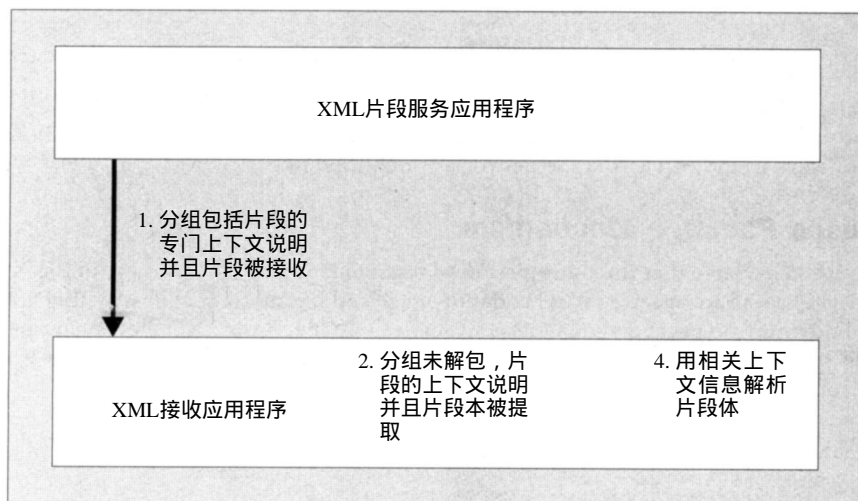 XML片段服务应用程序
1. 分组包括片段的
专门上下文说明
并且片段被接收
2. 分组未解包，片
段的上下文说明
并且片段本被提
取
4. 用相关上下
文信息解析
片段体
XML接收应用程序